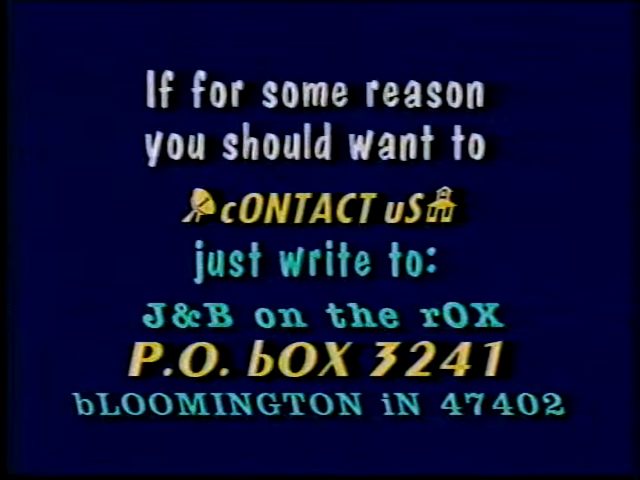 If for some reason
you should want to
cONTACT uS
just write to:
J&B on the rOX
P.O. bOX 3241
bLOOMINGTON iN 47402